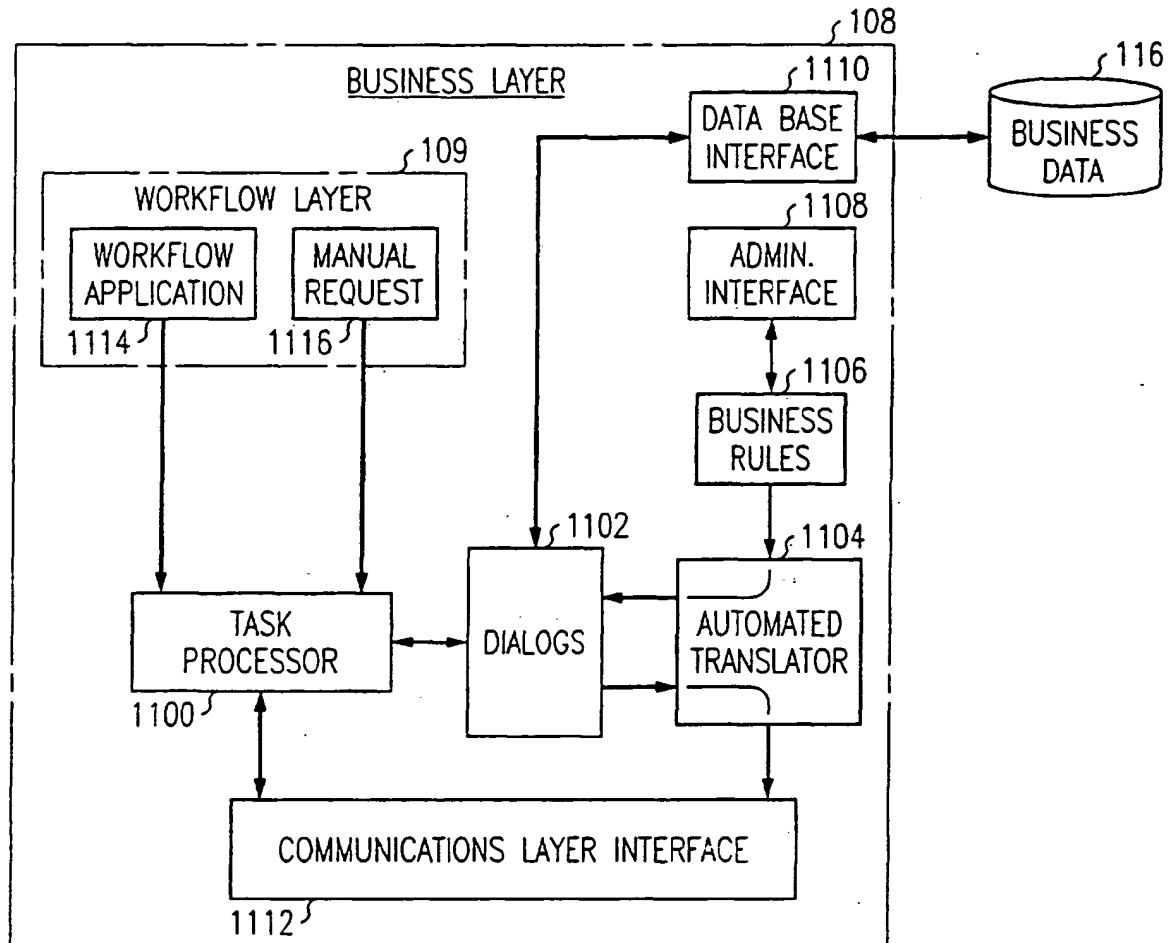 108
BUSINESS LAYER
1110
DATA BASE
INTERFACE
116
BUSINESS
DATA
109
WORKFLOW LAYER
WORKFLOW
APPLICATION
1114
MANUAL
REQUEST
1116
1108
ADMIN.
INTERFACE
1106
BUSINESS
RULES
1102
DIALOGS
1104
AUTOMATED
TRANSLATOR
TASK
PROCESSOR
1100
COMMUNICATIONS LAYER INTERFACE
1112